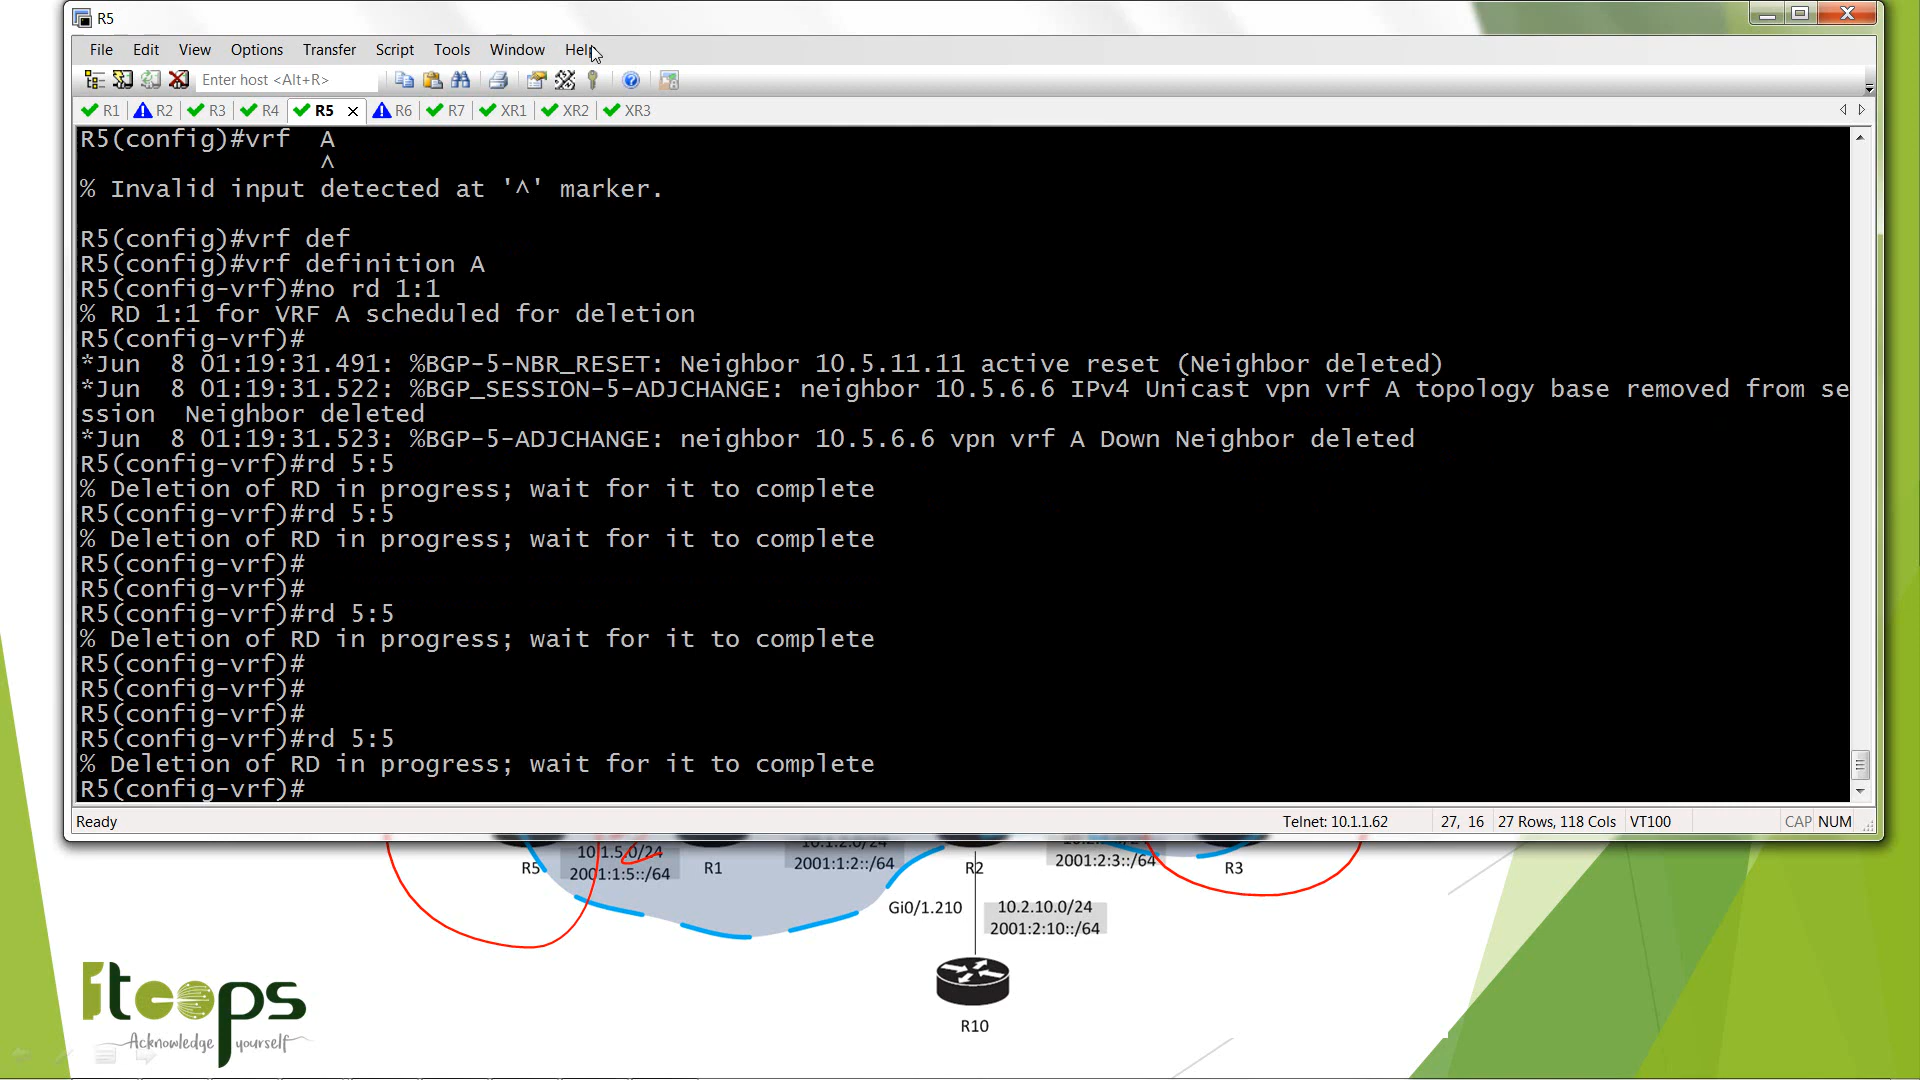 R5
File Edit View Options Transfer Script Tools Window Help
Enter host <Alt+R>
R1 R2 R3 R4 R5 R6 R7 XR1 XR2 XR3
R5(config)#vrf  A
^
% Invalid input detected at '^' marker.
R5(config)#vrf def
R5(config)#vrf definition A
R5(config-vrf)#no rd 1:1
% RD 1:1 for VRF A scheduled for deletion
R5(config-vrf)#
*Jun  8 01:19:31.491: %BGP-5-NBR_RESET: Neighbor 10.5.11.11 active reset (Neighbor deleted)
*Jun  8 01:19:31.522: %BGP_SESSION-5-ADJCHANGE: neighbor 10.5.6.6 IPv4 Unicast vpn vrf A topology base removed from se
ssion  Neighbor deleted
*Jun  8 01:19:31.523: %BGP-5-ADJCHANGE: neighbor 10.5.6.6 vpn vrf A Down Neighbor deleted
R5(config-vrf)#rd 5:5
% Deletion of RD in progress; wait for it to complete
R5(config-vrf)#rd 5:5
% Deletion of RD in progress; wait for it to complete
R5(config-vrf)#
R5(config-vrf)#
R5(config-vrf)#rd 5:5
% Deletion of RD in progress; wait for it to complete
R5(config-vrf)#
R5(config-vrf)#
R5(config-vrf)#
R5(config-vrf)#rd 5:5
% Deletion of RD in progress; wait for it to complete
R5(config-vrf)#
Ready Telnet: 10.1.1.62 27, 16 27 Rows, 118 Cols VT100 CAP NUM
10.1.5.0/24
2001:1:5::/64
2001:1:2::/64
2001:2:3::/64
R5 R1 R2 R3
Gi0/1.210
10.2.10.0/24
2001:2:10::/64
R10
itoops
Acknowledge yourself